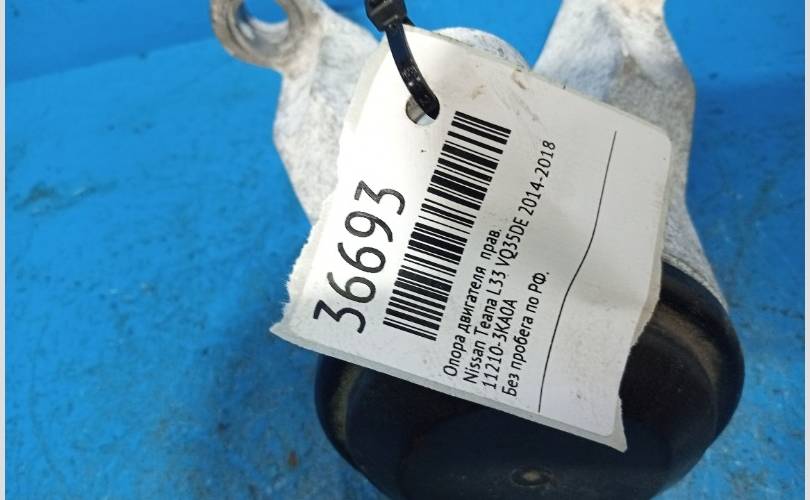 36693
Опора двигателя прав.
Nissan Teana L33 VQ35DE 2014-2018
11210-3KA0A
Без пробега по РФ.